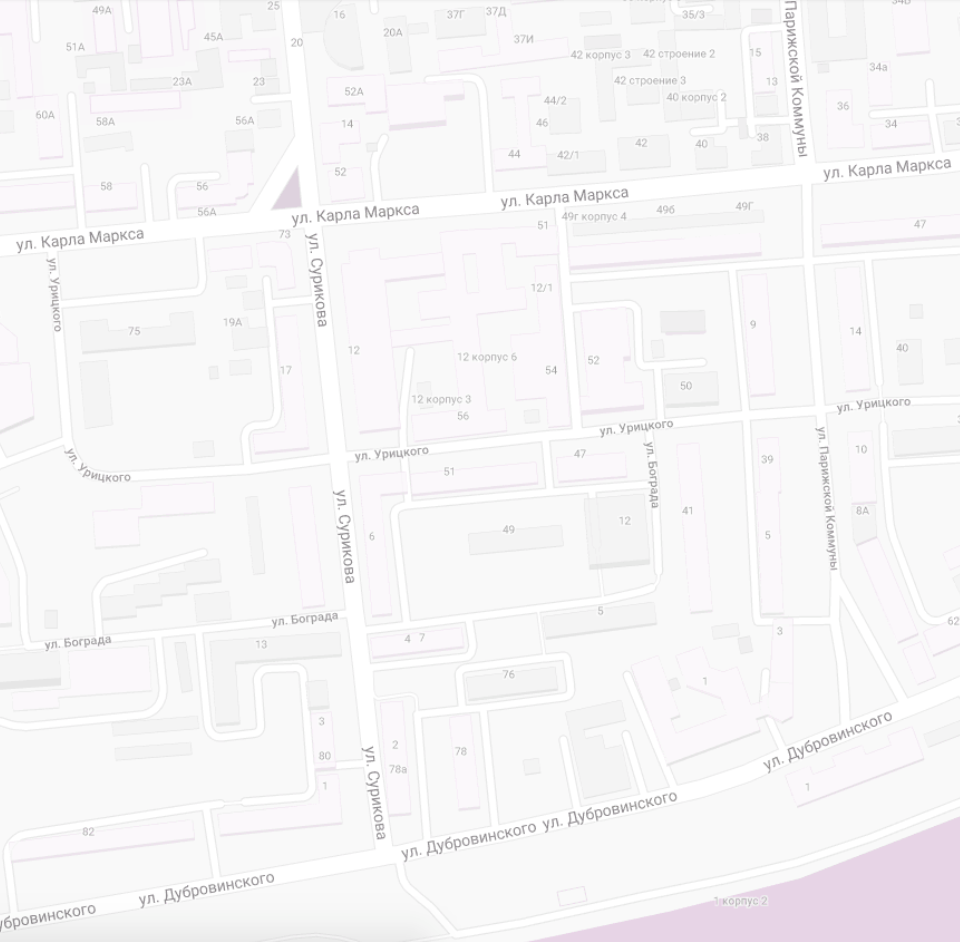 49А
25
16
37Г
37Д
35/3
34Б
Парижской Коммуны
51А
45А
20
20А
37И
42 корпус 3
42 строение 2
15
34а
23А
23
42 строение 3
13
52А
44/2
40 корпус 2
36
60А
58А
56А
14
46
34
38
44
42/1
42
40
52
58
56
ул. Карла Маркса
56А
ул. Карла Маркса
ул. Карла Маркса
49г корпус 4
49б
49Г
47
51
73
ул. Карла Маркса
ул. Сурикова
ул. Урицкого
12/1
75
19А
9
14
12
12 корпус 6
52
40
17
54
50
12 корпус 3
56
ул. Урицкого
ул. Урицкого
ул. Урицкого
ул. Урицкого
47
51
ул. Бограда
39
10
ул. Парижской Коммуны
ул. Сурикова
41
8А
12
49
6
5
5
ул. Бограда
ул. Бограда
4
7
13
3
62
76
1
3
2
78
80
78а
ул. Сурикова
ул. Дубровинского
1
1
82
ул. Дубровинского
ул. Дубровинского
ул. Дубровинского
убровинского
1 корпус 2